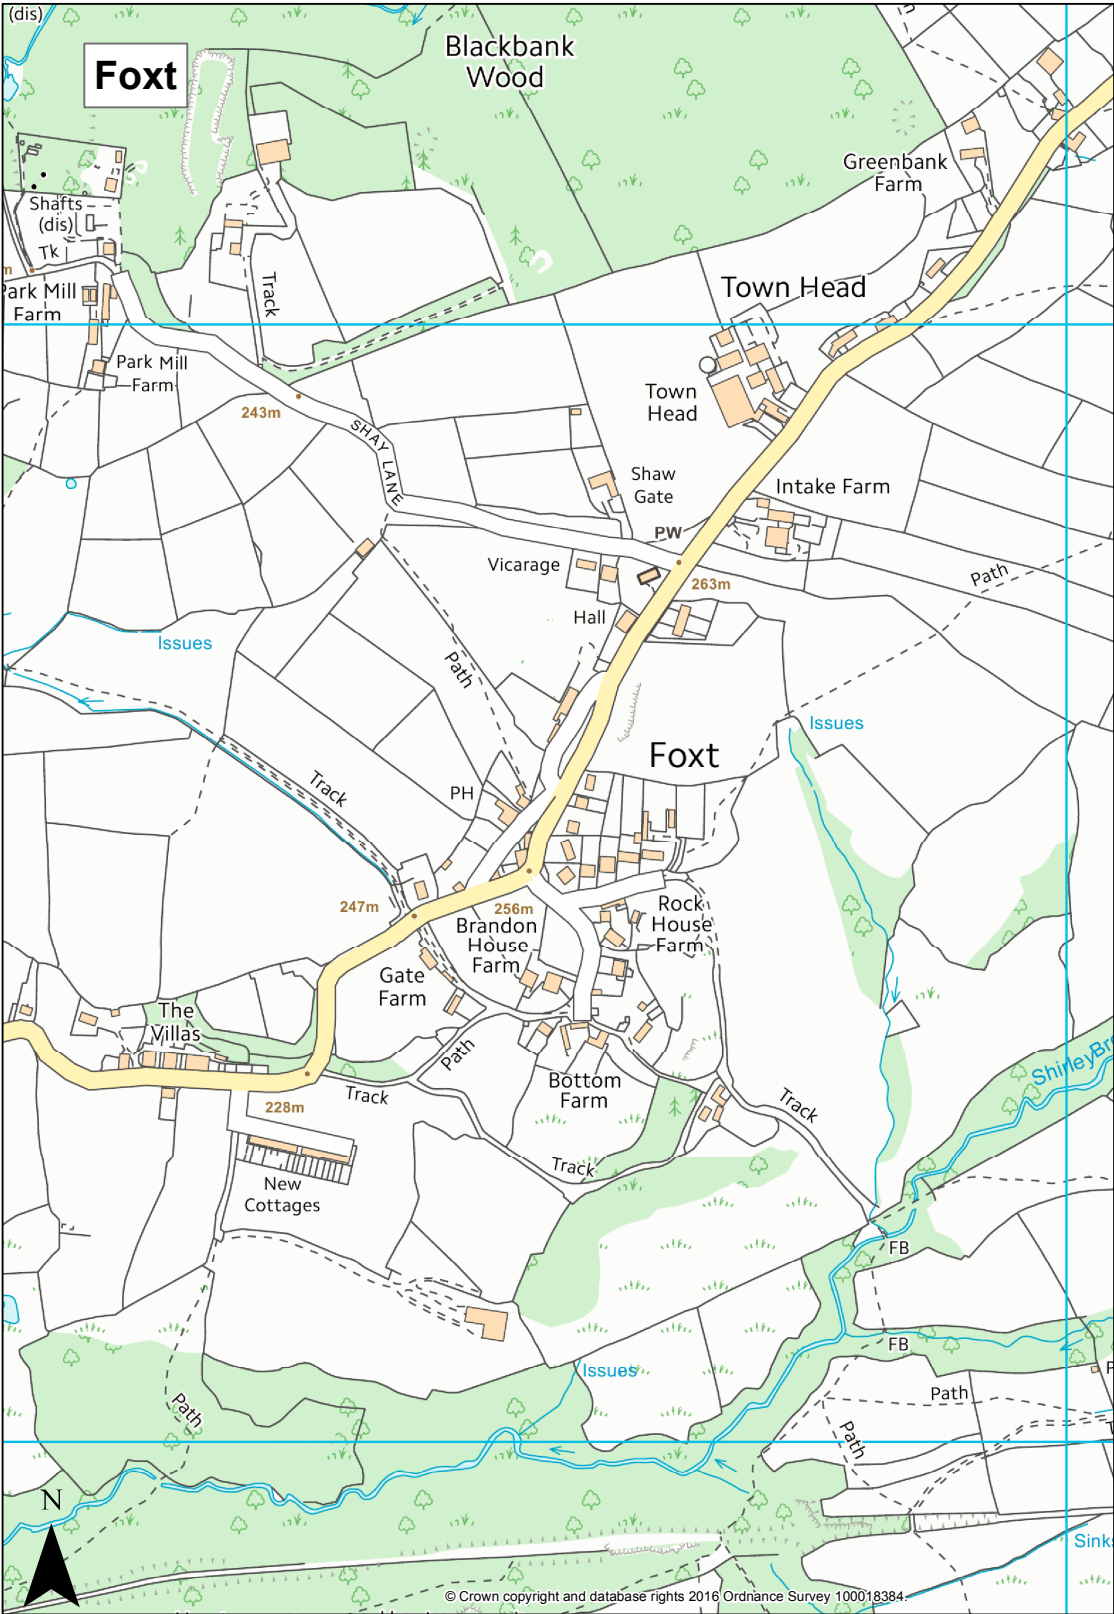 (dis)
Foxt
Blackbank
Wood
Greenbank
Farm
Shafts
(dis)
Tk
m
Park Mill
Farm
Track
Town Head
Park Mill
Farm
243m
SHAY LANE
Town
Head
Shaw
Gate
Intake Farm
PW
Vicarage
263m
Path
Hall
Issues
Path
Issues
Foxt
Track
PH
247m
256m
Rock
House
Farm
Brandon
House
Farm
Gate
Farm
The
Villas
Path
Shirley Br
Bottom
Farm
228m
Track
Track
Track
New
Cottages
FB
FB
Issues
P
Path
Path
Path
T
N
Sinks
© Crown copyright and database rights 2016 Ordnance Survey 100018384.